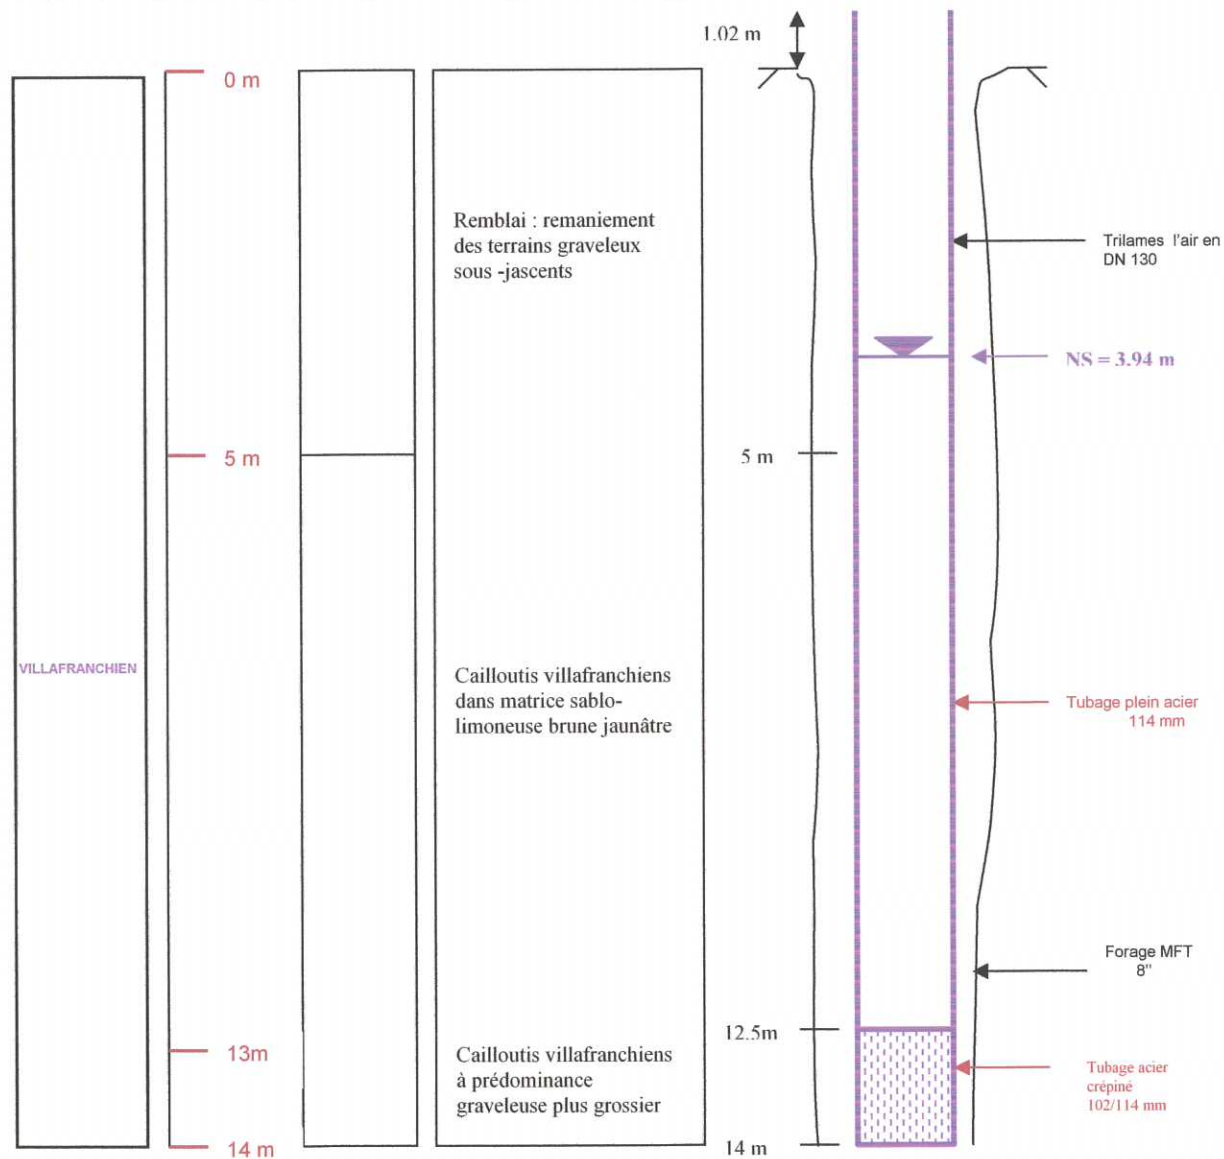 1.02 m
0 m
Remblai : remaniement
des terrains graveleux
sous -jascents
Trilames l'air en
DN 130
NS = 3.94 m
5 m
5 m
VILLAFRANCHIEN
Cailloutis villafranchiens
dans matrice sablo-
limoneuse brune jaunâtre
Tubage plein acier
114 mm
Forage MFT
8"
12.5m
13m
Cailloutis villafranchiens
à prédominance
graveleuse plus grossier
Tubage acier
crépiné
102/114 mm
14 m
14 m